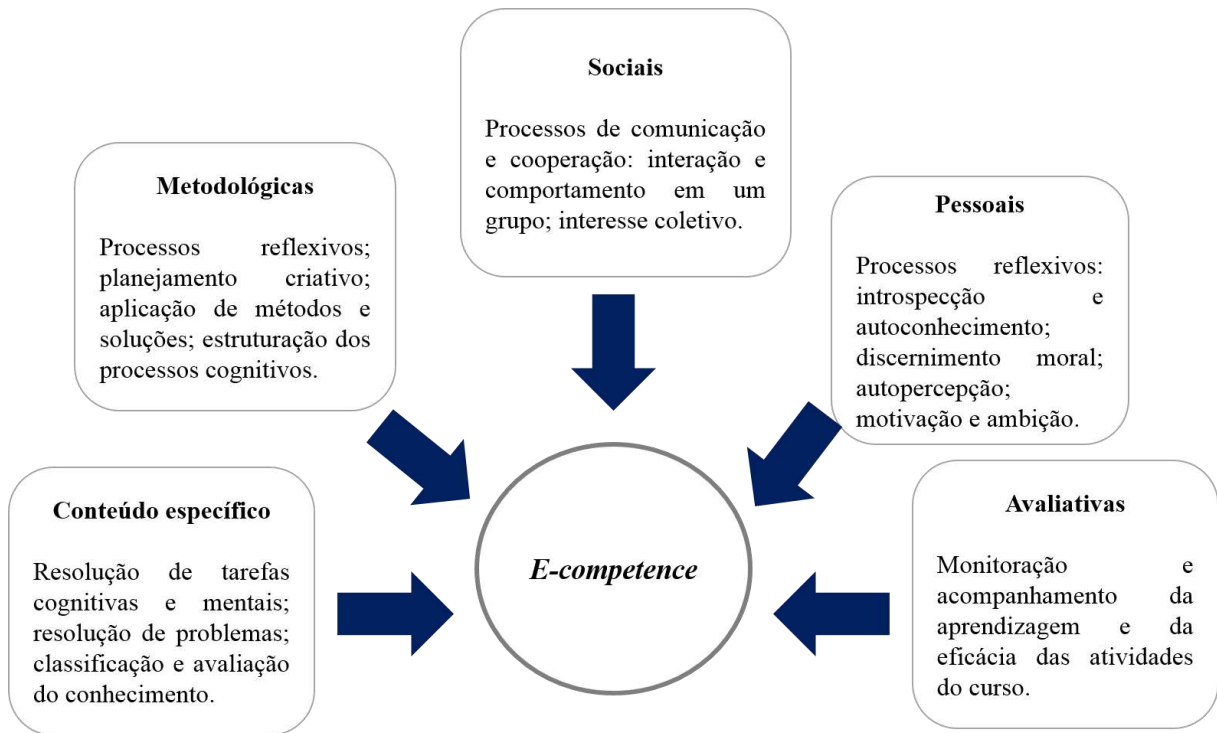 Sociais
Processos de comunicação
e cooperação: interação e
comportamento em um
grupo; interesse coletivo.
Metodológicas
Processos reflexivos;
planejamento criativo;
aplicação de métodos e
soluções; estruturação dos
processos cognitivos.
Pessoais
Processos reflexivos:
introspecção e
autoconhecimento;
discernimento moral;
autopercepção;
motivação e ambição.
Conteúdo específico
Resolução de tarefas
cognitivas e mentais;
resolução de problemas;
classificação e avaliação
do conhecimento.
E-competence
Avaliativas
Monitoração e
acompanhamento da
aprendizagem e da
eficácia das atividades
do curso.